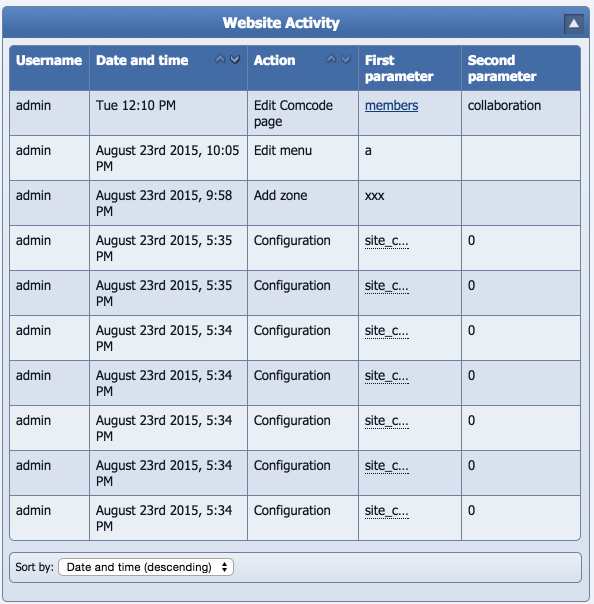 Website Activity
Username Date and time Action First parameter Second parameter
admin Tue 12:10 PM Edit Comcode page members collaboration
admin August 23rd 2015, 10:05 PM Edit menu a
admin August 23rd 2015, 9:58 PM Add zone xxx
admin August 23rd 2015, 5:35 PM Configuration site_c... 0
admin August 23rd 2015, 5:35 PM Configuration site_c... 0
admin August 23rd 2015, 5:34 PM Configuration site_c... 0
admin August 23rd 2015, 5:34 PM Configuration site_c... 0
admin August 23rd 2015, 5:34 PM Configuration site_c... 0
admin August 23rd 2015, 5:34 PM Configuration site_c... 0
admin August 23rd 2015, 5:34 PM Configuration site_c... 0
Sort by: Date and time (descending)